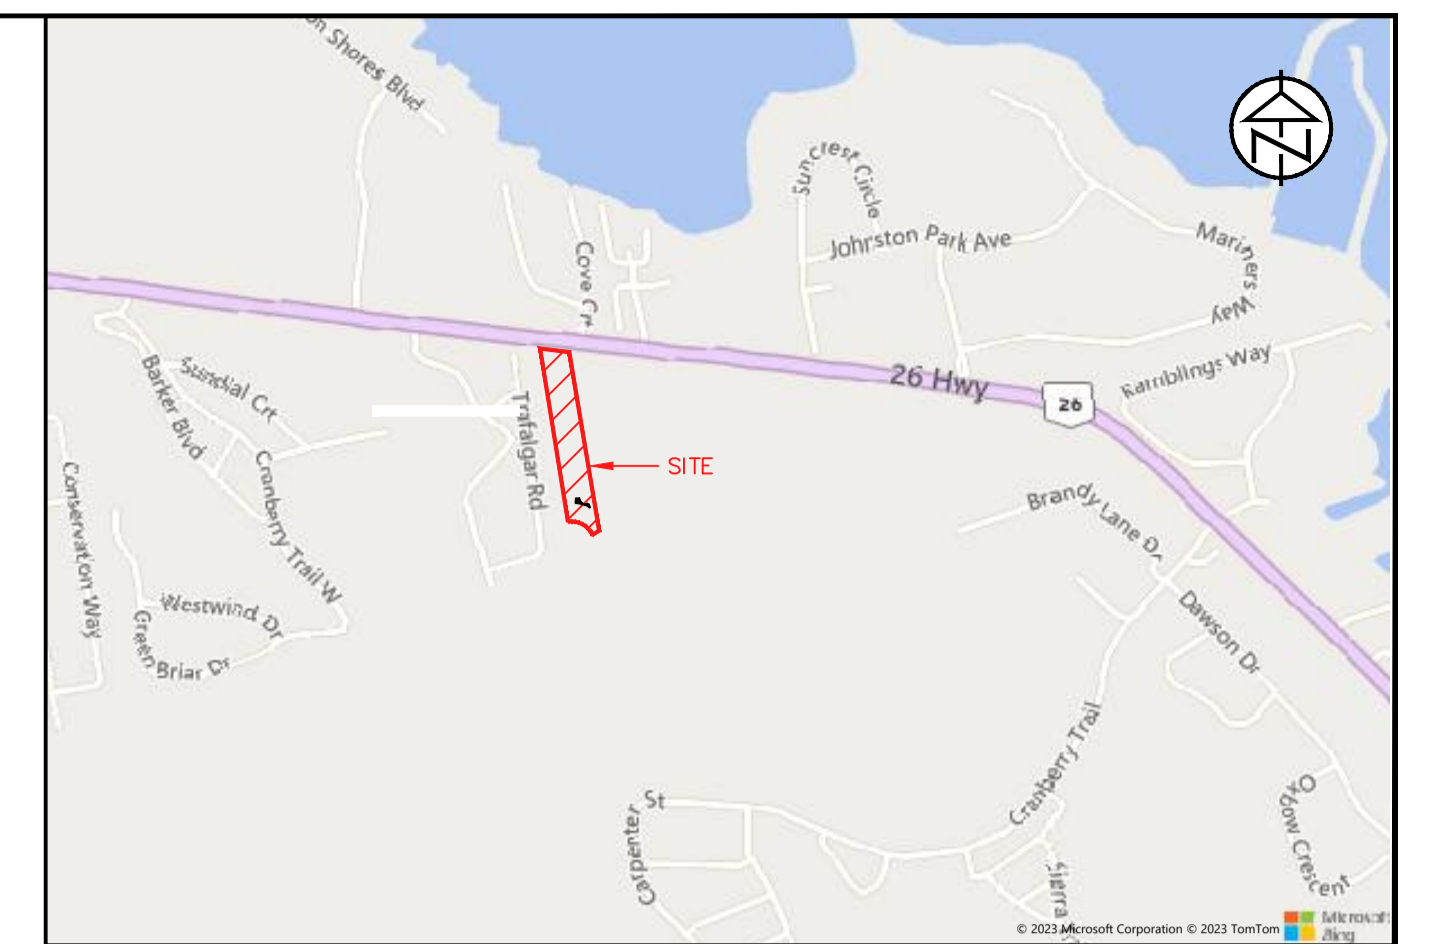 on Shores Blvd
Suncrest Circle
Johnston Park Ave
Mariners Way
Cove Crt
N
26 Hwy
26
Ramblings Way
Sundial Crt
Barker Blvd
Trafalgar Rd
SITE
Cranberry Trail W
Conservation Way
Brandy Lane Dr
Westwind Dr
Green Briar Dr
Dawson Dr
Cranberry Trail
Carpenter St
Oxbow Crescent
Sierra
© 2023 Microsoft Corporation © 2023 TomTom
Microsoft
Bing